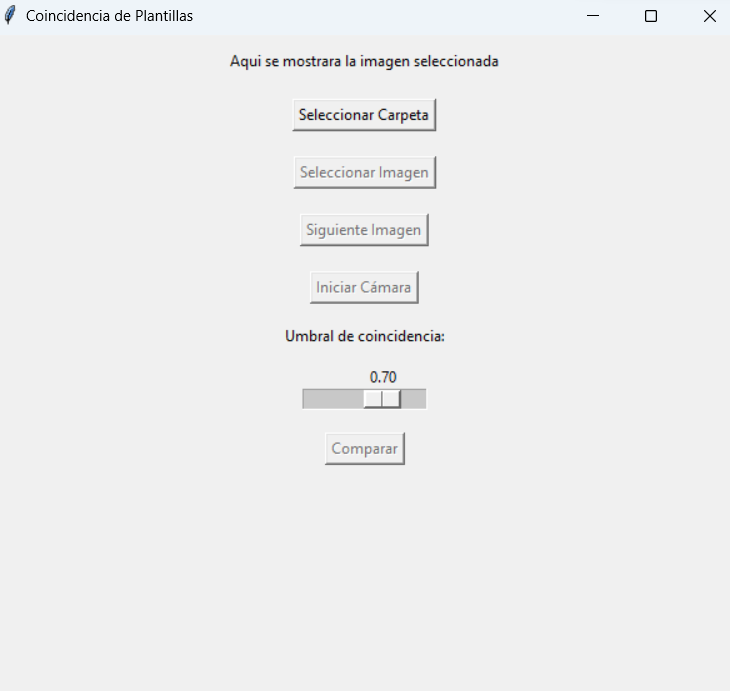 Coincidencia de Plantillas
Aqui se mostrara la imagen seleccionada
Seleccionar Carpeta
Seleccionar Imagen
Siguiente Imagen
Iniciar Cámara
Umbral de coincidencia:
0.70
Comparar